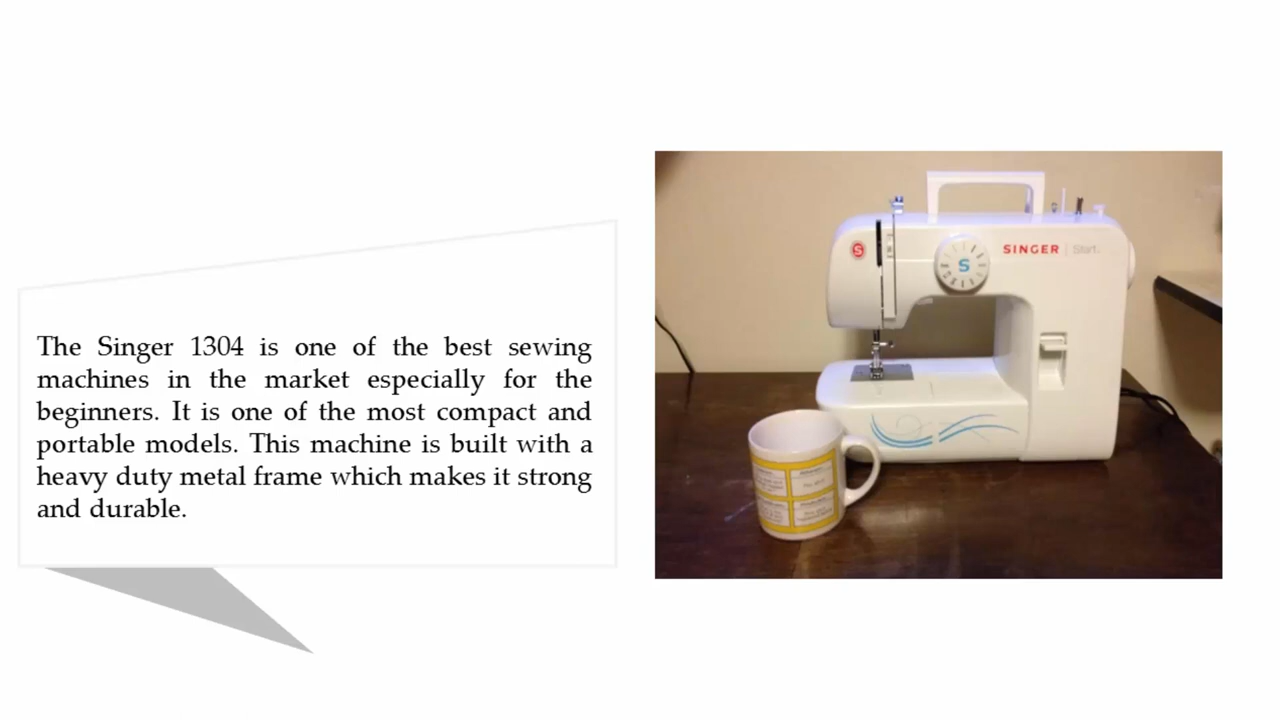 The Singer 1304 is one of the best sewing
machines in the market especially for the
beginners. It is one of the most compact and
portable models. This machine is built with a
heavy duty metal frame which makes it strong
and durable.
S
S
SINGER | Start.